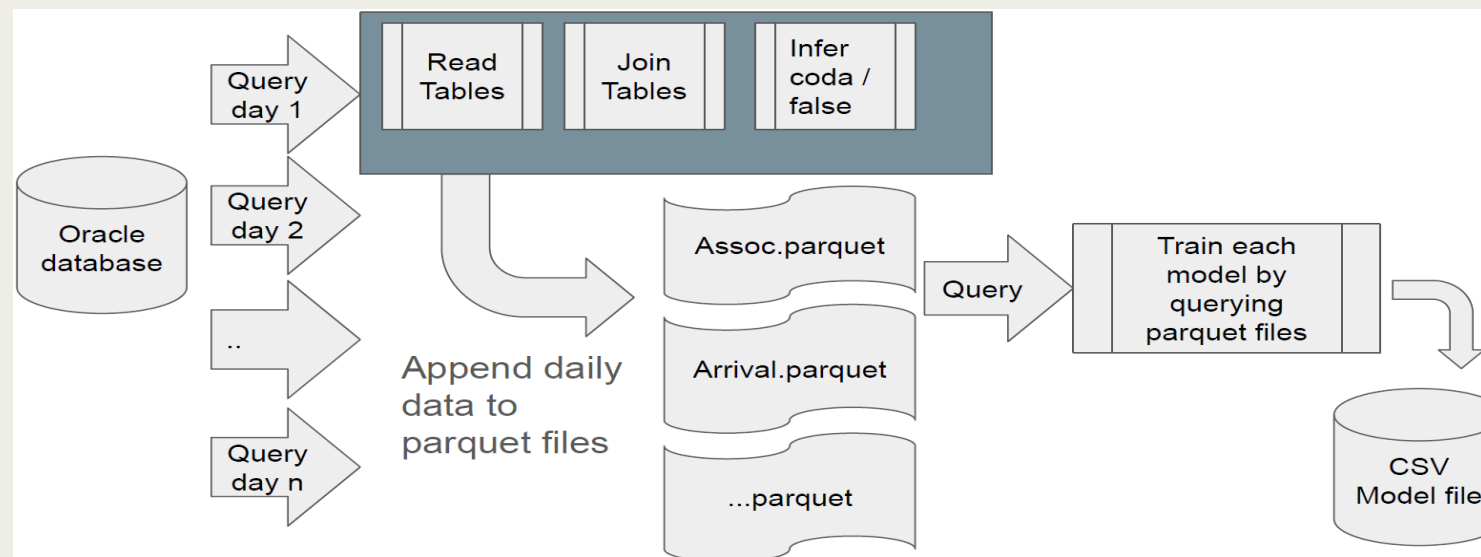 Oracle
database
Query
day 1
Query
day 2
..
Query
day n
Read
Tables
Join
Tables
Infer
coda /
false
Append daily
data to
parquet files
Assoc.parquet
Arrival.parquet
...parquet
Query
Train each
model by
querying
parquet files
CSV
Model file